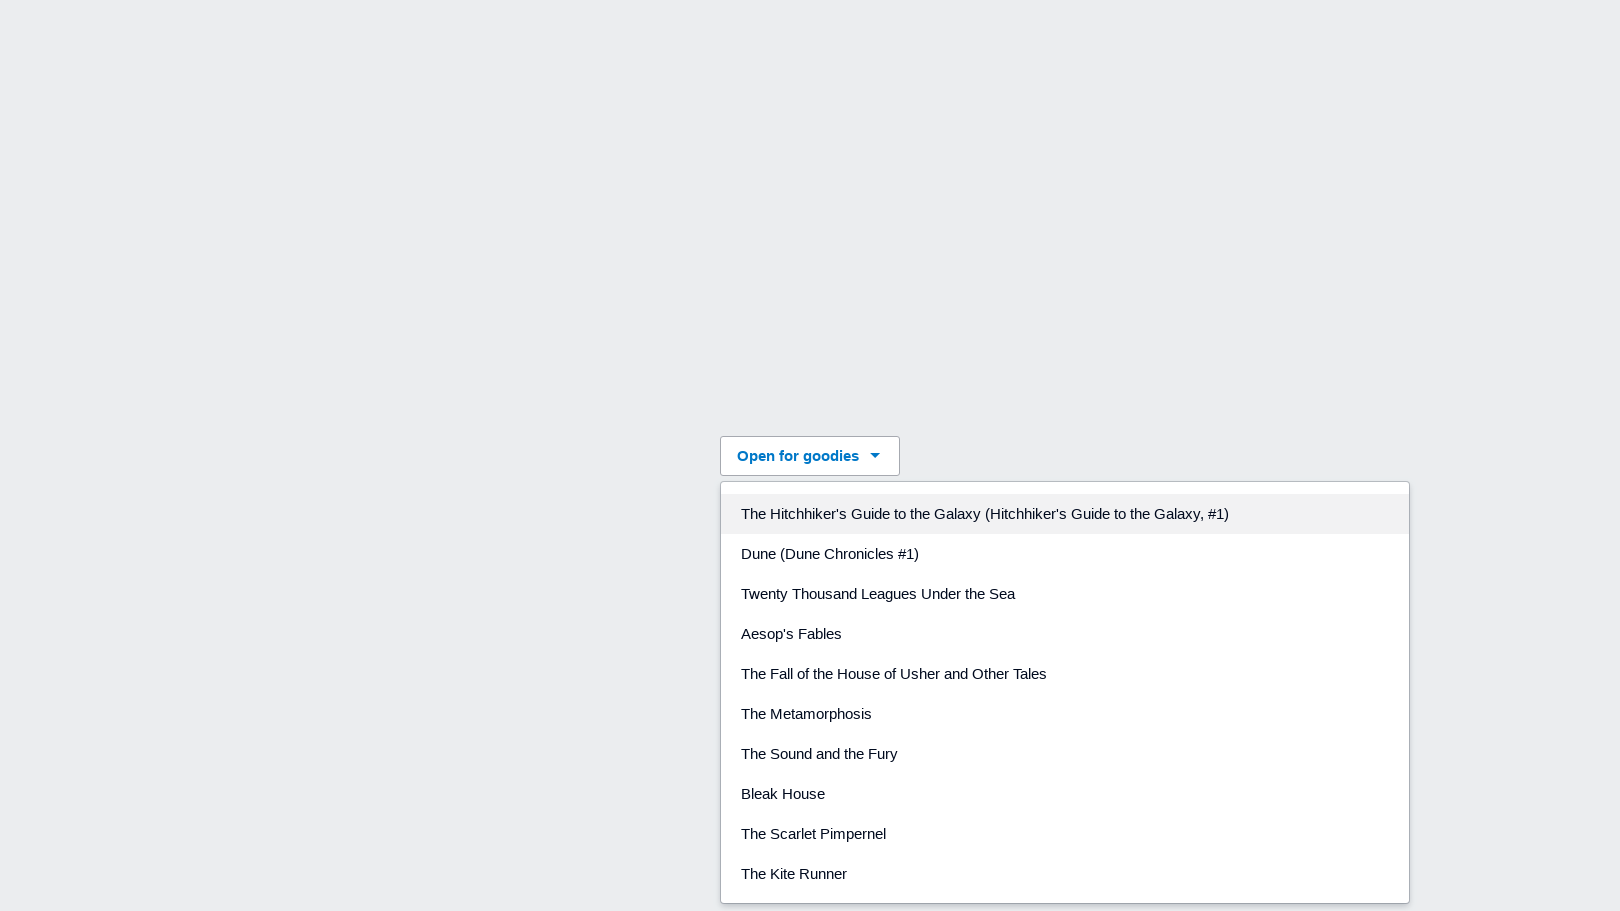 Open for goodies
The Hitchhiker's Guide to the Galaxy (Hitchhiker's Guide to the Galaxy, #1)
Dune (Dune Chronicles #1)
Twenty Thousand Leagues Under the Sea
Aesop's Fables
The Fall of the House of Usher and Other Tales
The Metamorphosis
The Sound and the Fury
Bleak House
The Scarlet Pimpernel
The Kite Runner